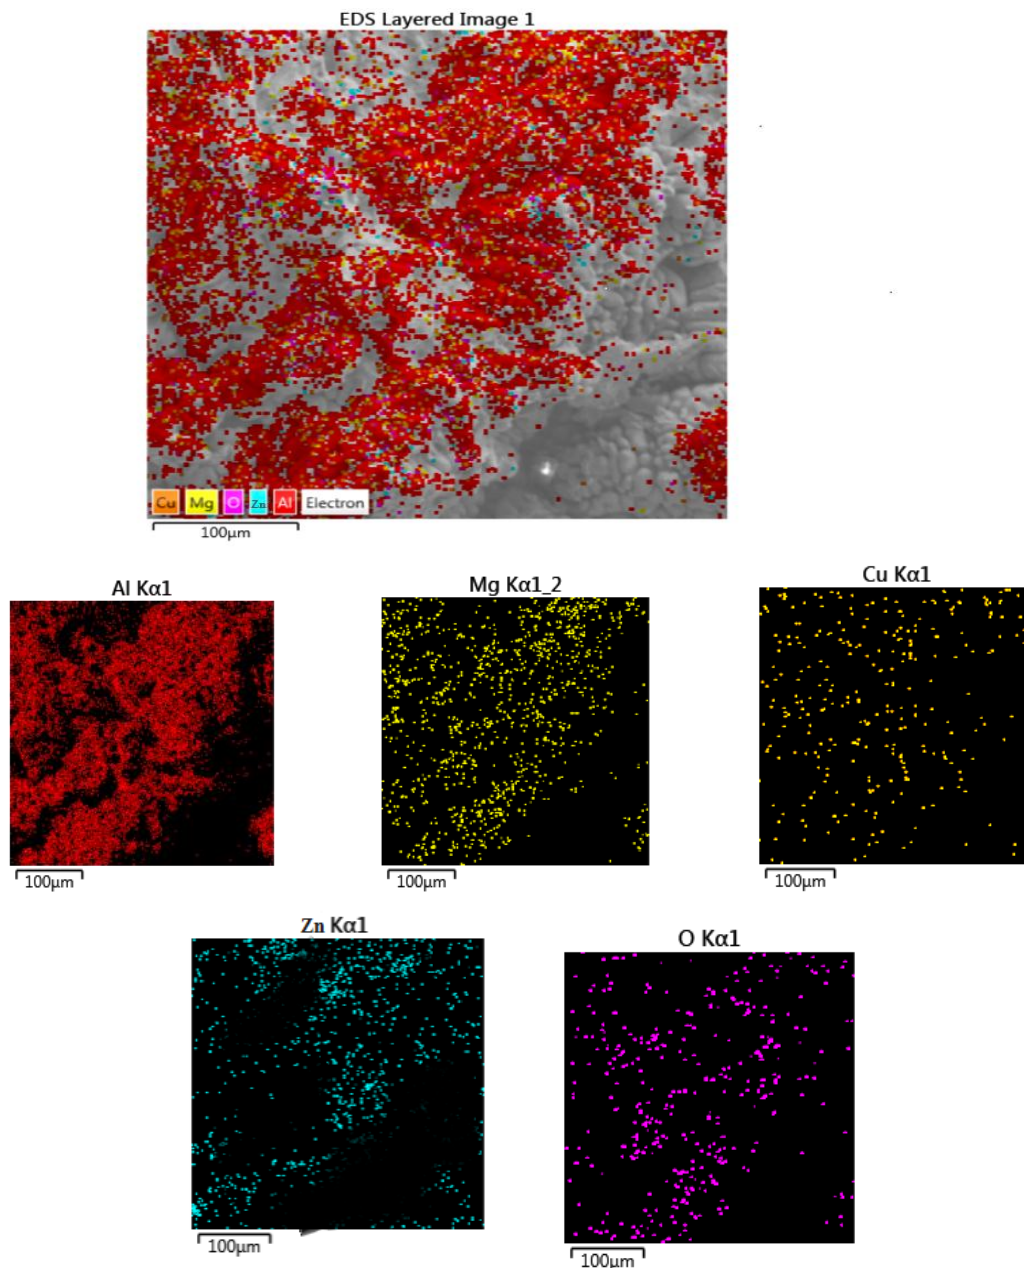 EDS Layered Image 1
Cu Mg O Zn Al Electron
100μm
Al Kα1
Mg Kα1_2
Cu Kα1
100μm
100μm
100μm
Zn Kα1
O Kα1
100μm
100μm